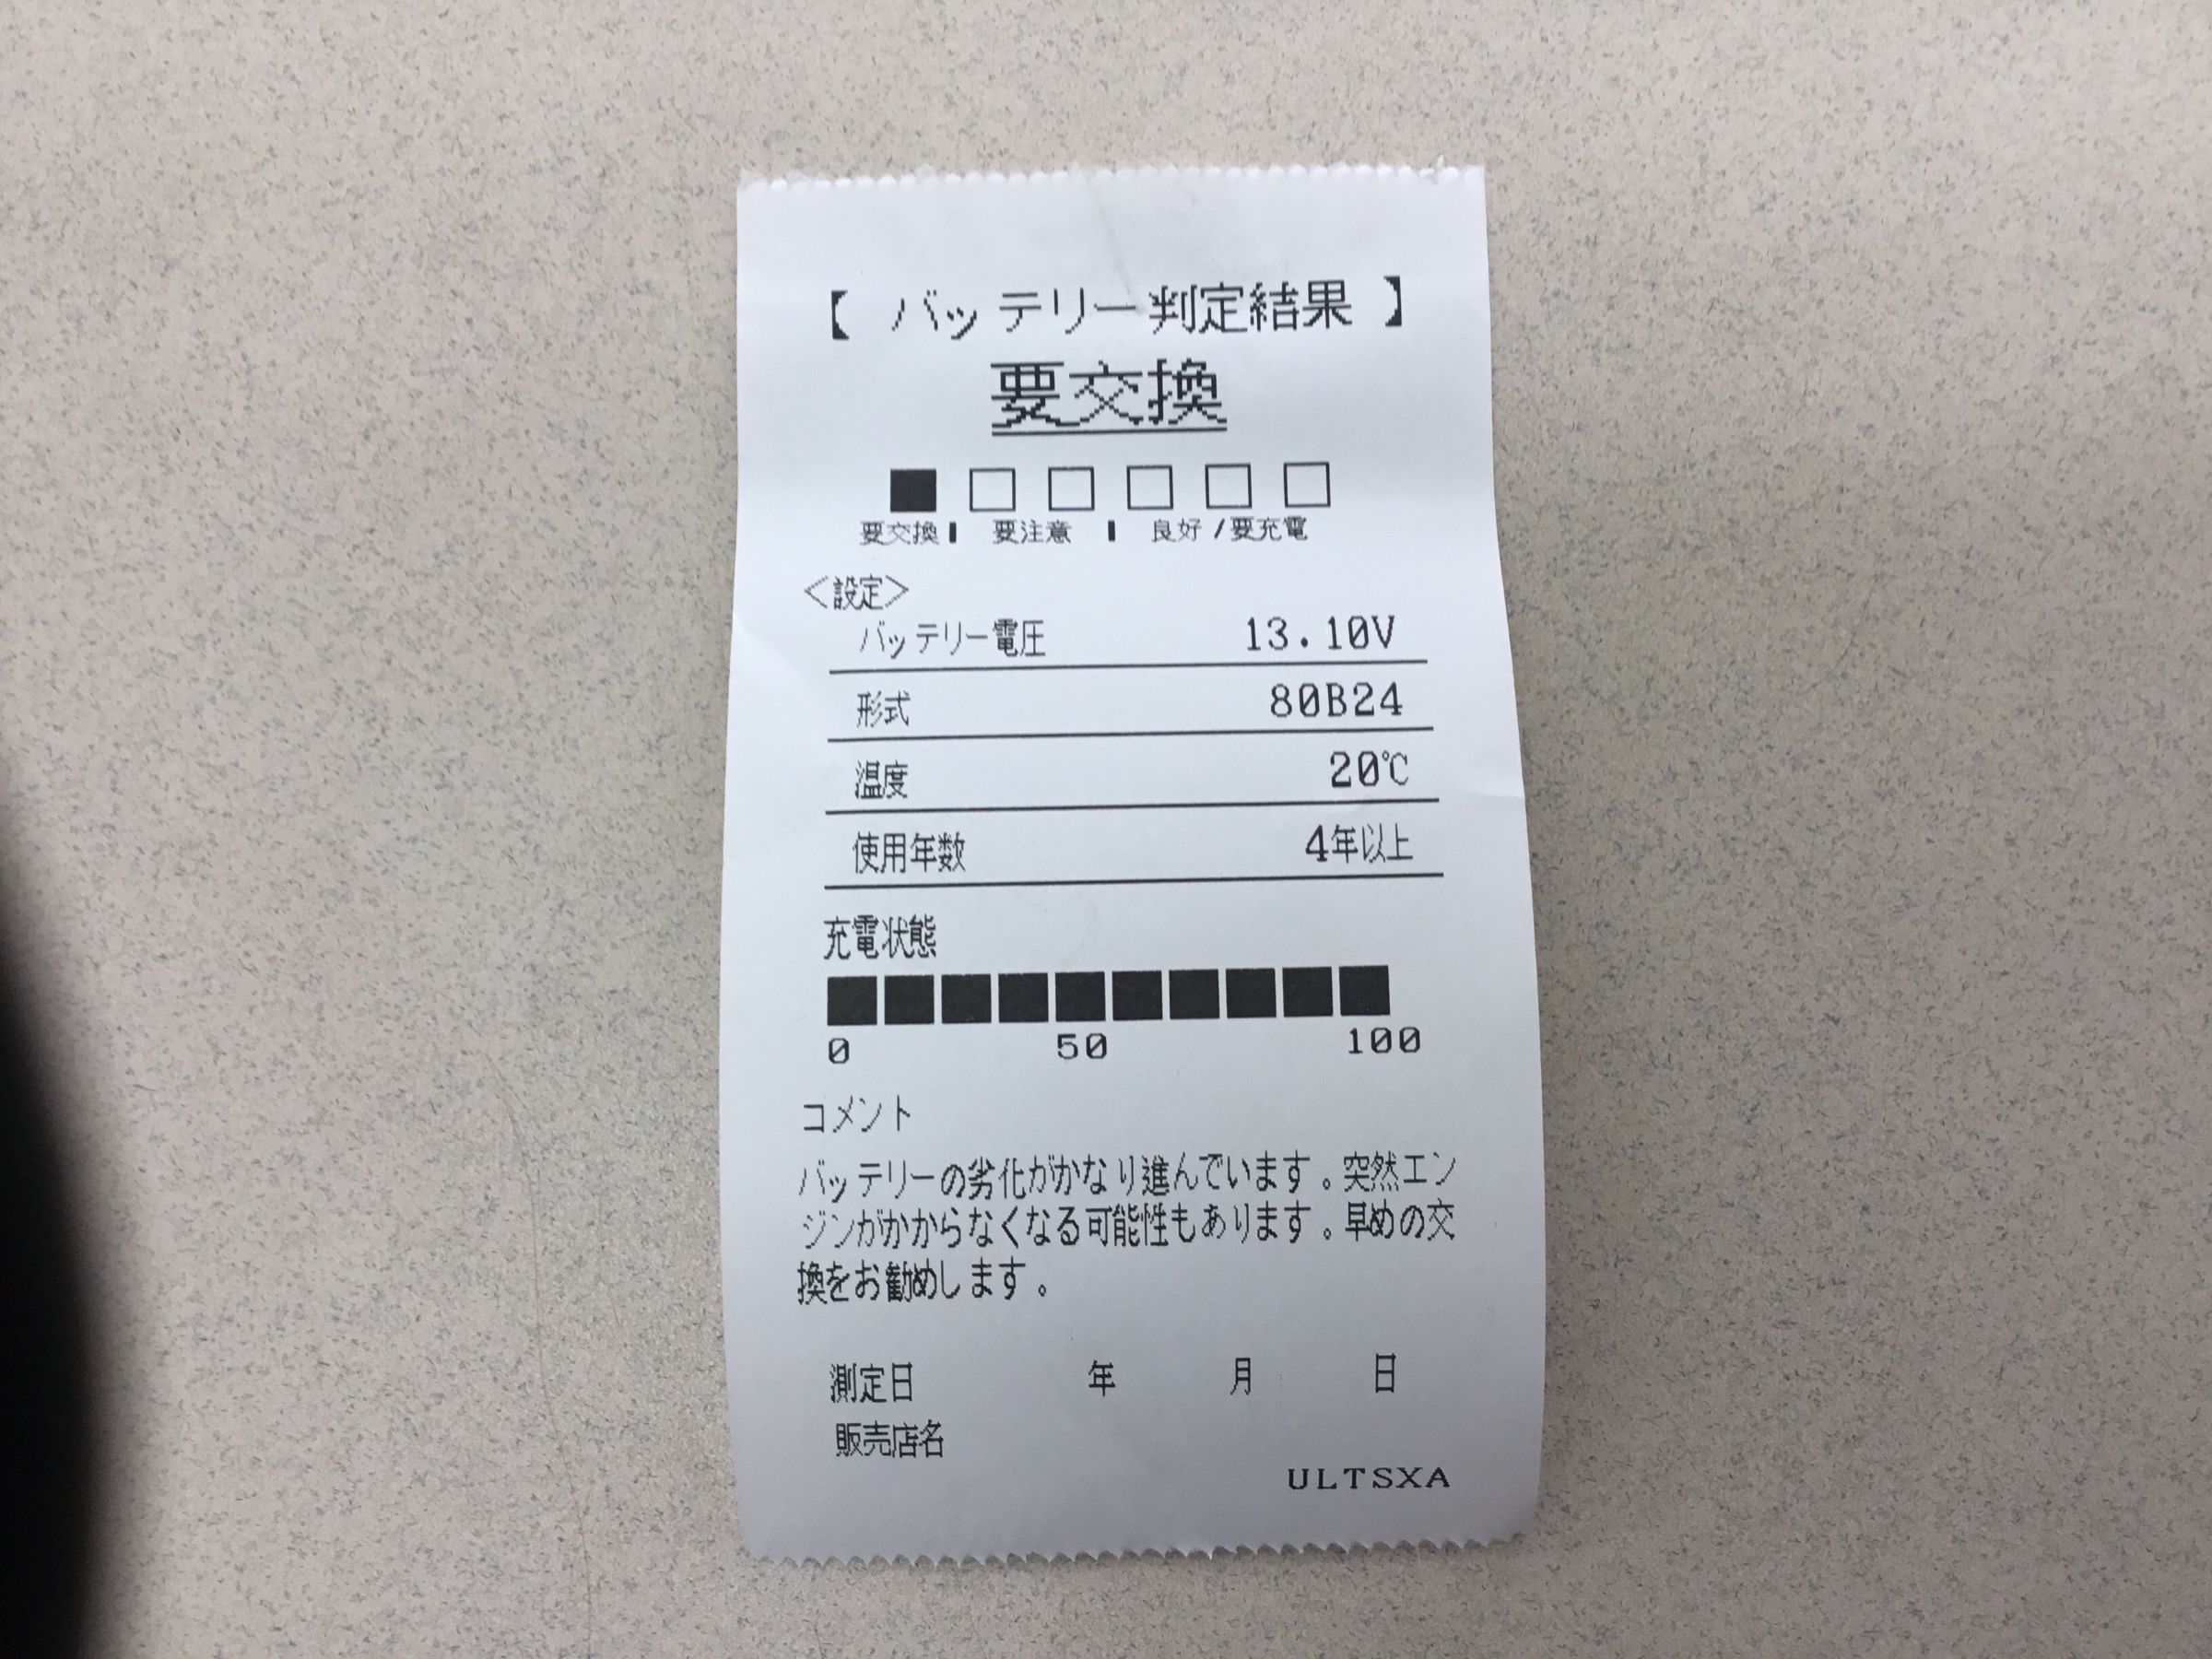 【 バッテリー判定結果 】
要交換
要交換 | 要注意 | 良好 /要充電
<設定>
バッテリー電圧 13.10V
形式 80B24
温度 20℃
使用年数 4年以上
充電状態
0 50 100
コメント
バッテリーの劣化がかなり進んでいます。突然エン
ジンがかからなくなる可能性もあります。早めの交
換をお勧めします。
測定日 年 月 日
販売店名
ULTSXA